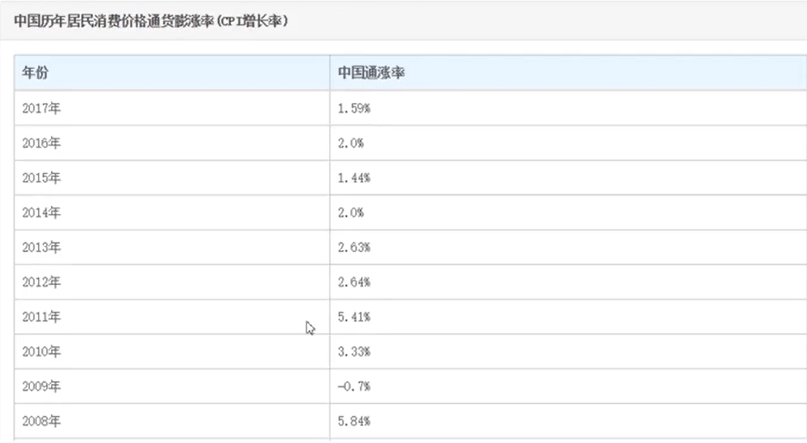 中国历年居民消费价格通货膨涨率(CPI增长率)
年份 中国通涨率
2017年 1.59%
2016年 2.0%
2015年 1.44%
2014年 2.0%
2013年 2.63%
2012年 2.64%
2011年 5.41%
2010年 3.33%
2009年 -0.7%
2008年 5.84%